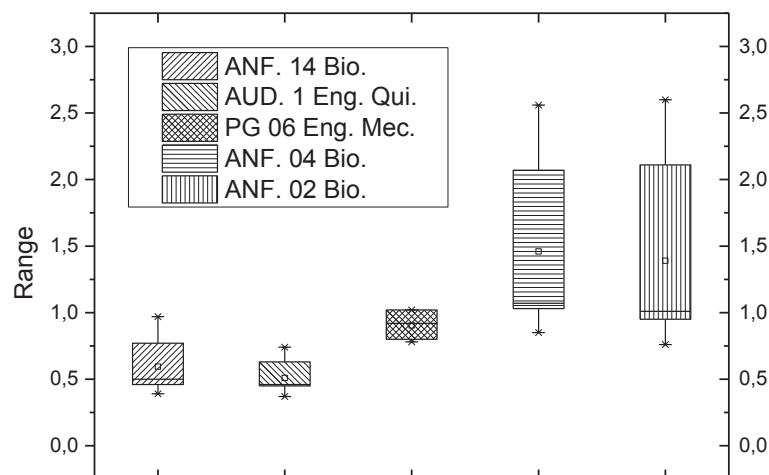 3,0
3,0
ANF. 14 Bio.
AUD. 1 Eng. Qui.
2,5
2,5
PG 06 Eng. Mec.
ANF. 04 Bio.
2,0
2,0
ANF. 02 Bio.
Range
1,5
1,5
1,0
1,0
0,5
0,5
0,0
0,0